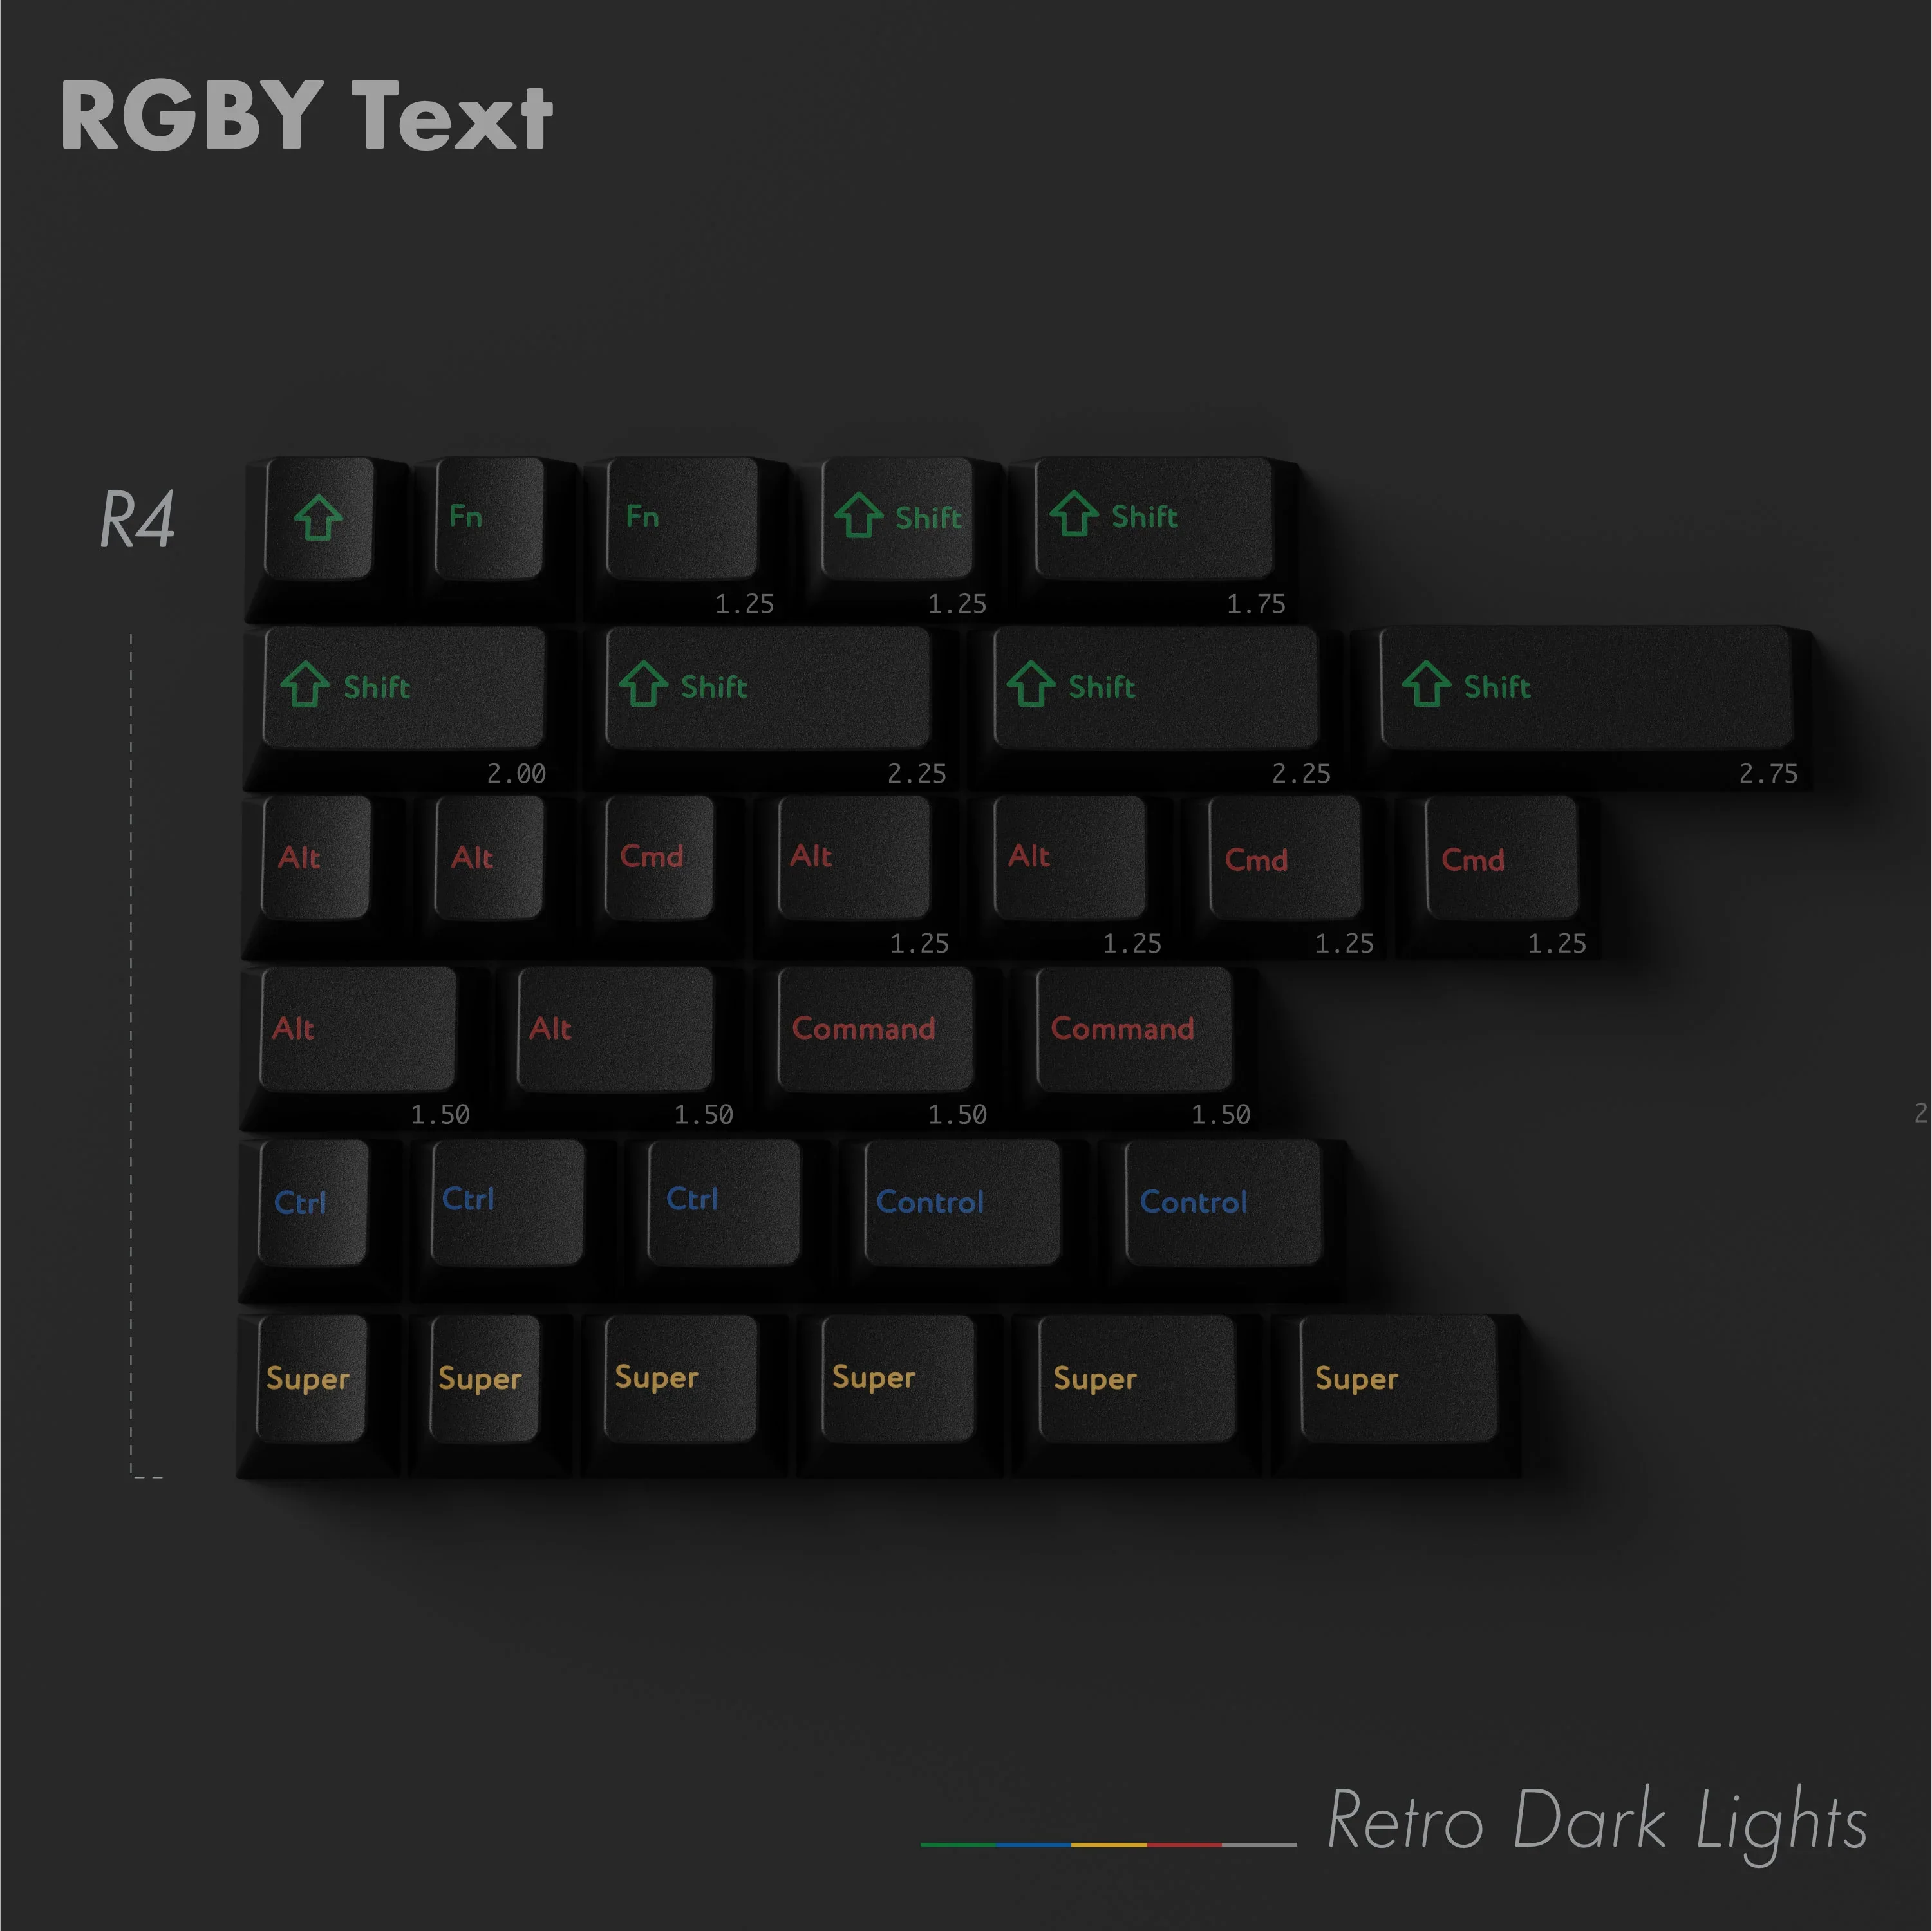 RGBY Text
R4
Fn Fn Shift Shift
1.25 1.25 1.75
Shift Shift Shift Shift
2.00 2.25 2.25 2.75
Alt Alt Cmd Alt Alt Cmd Cmd
1.25 1.25 1.25 1.25
Alt Alt Command Command
1.50 1.50 1.50 1.50
2
Ctrl Ctrl Ctrl Control Control
Super Super Super Super Super Super
Retro Dark Lights